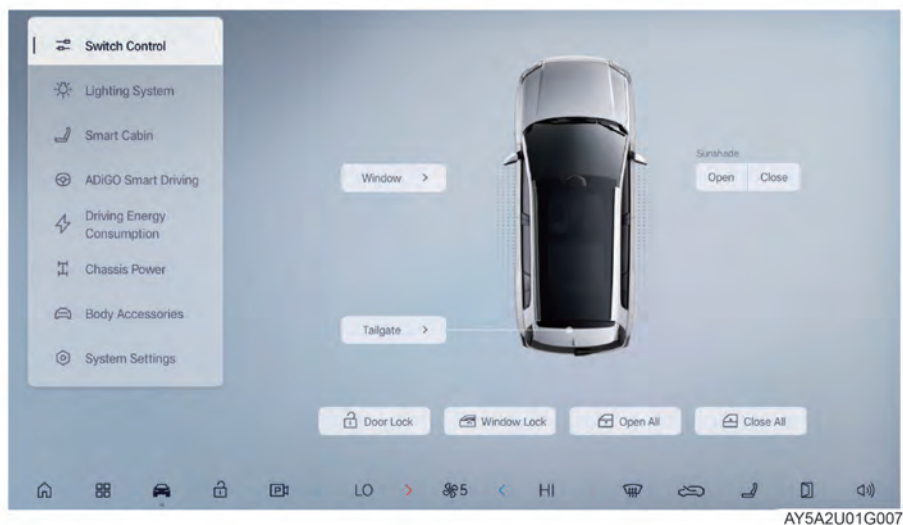 Switch Control
Lighting System
Smart Cabin
ADiGO Smart Driving
Driving Energy
Consumption
Chassis Power
Body Accessories
System Settings
Window >
Sunshade
Open Close
Tailgate >
Door Lock Window Lock Open All Close All
P LO > 5 < HI
AY5A2U01G007